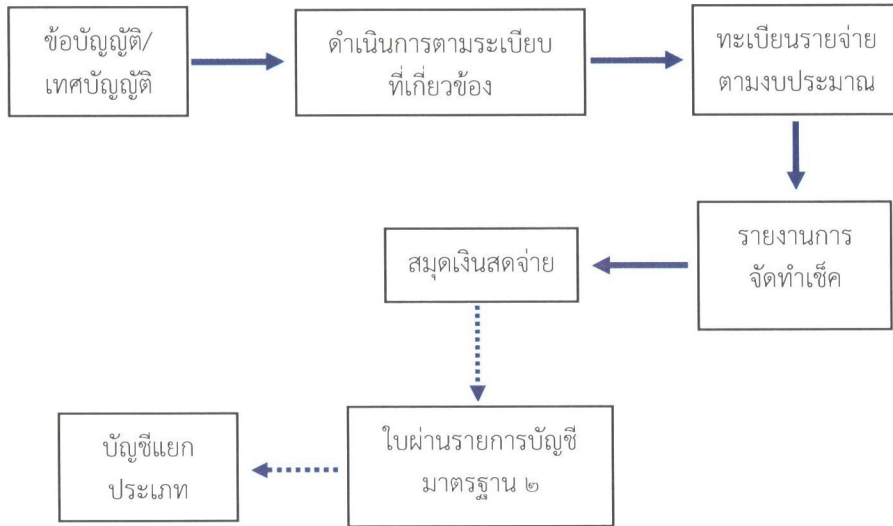 ข้อบัญญัติ/
เทศบัญญัติ
ดำเนินการตามระเบียบ
ที่เกี่ยวข้อง
ทะเบียนรายจ่าย
ตามงบประมาณ
รายงานการ
จัดทำเช็ค
สมุดเงินสดจ่าย
ใบผ่านรายการบัญชี
มาตรฐาน ๒
บัญชีแยก
ประเภท